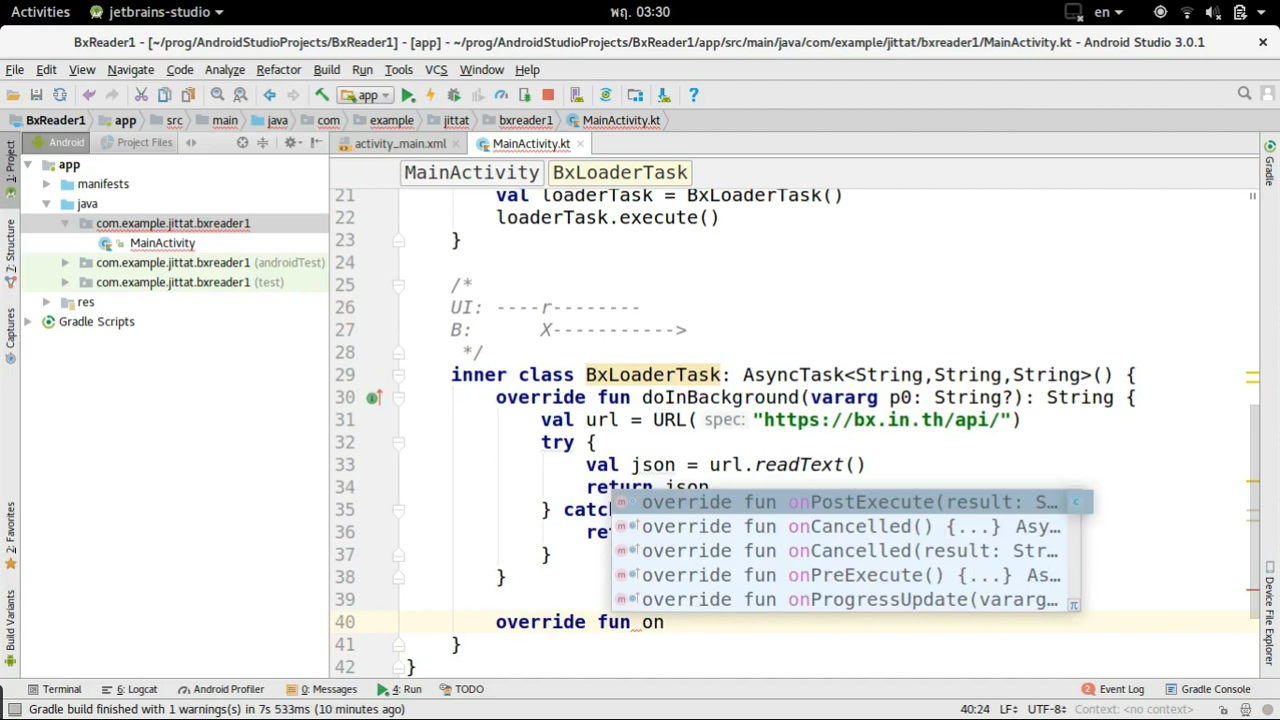 Activities jetbrains-studio พฤ. 03:30 en
BxReader1 - [~/prog/AndroidStudioProjects/BxReader1] - [app] - ~/prog/AndroidStudioProjects/BxReader1/app/src/main/java/com/example/jittat/bxreader1/MainActivity.kt - Android Studio 3.0.1
File Edit View Navigate Code Analyze Refactor Build Run Tools VCS Window Help
app
BxReader1 app src main java com example jittat bxreader1 MainActivity.kt
Android Project Files activity_main.xml MainActivity.kt
MainActivity BxLoaderTask
1: Project
7: Structure
Captures
2: Favorites
Build Variants
app
manifests
java
com.example.jittat.bxreader1
MainActivity
com.example.jittat.bxreader1 (androidTest)
com.example.jittat.bxreader1 (test)
res
Gradle Scripts
21 val loaderTask = BxLoaderTask()
22 loaderTask.execute()
23 }
24
25 /*
26 UI: ----r--------
27 B: X----------->
28 */
29 inner class BxLoaderTask: AsyncTask<String,String,String>() {
30 override fun doInBackground(vararg p0: String?): String {
31 val url = URL( spec: "https://bx.in.th/api/")
32 try {
33 val json = url.readText()
34 return json
35 } catc
36 re
37 }
38 }
39
40 override fun on
41 }
42 }
override fun onPostExecute(result: S…
override fun onCancelled() {...} Asy…
override fun onCancelled(result: Str…
override fun onPreExecute() {...} As…
override fun onProgressUpdate(vararg…
Gradle
Device File Explorer
Terminal 6: Logcat Android Profiler 0: Messages 4: Run TODO 2 Event Log Gradle Console
Gradle build finished with 1 warnings(s) in 7s 533ms (10 minutes ago) 40:24 LF÷ UTF-8÷ Context: <no context>